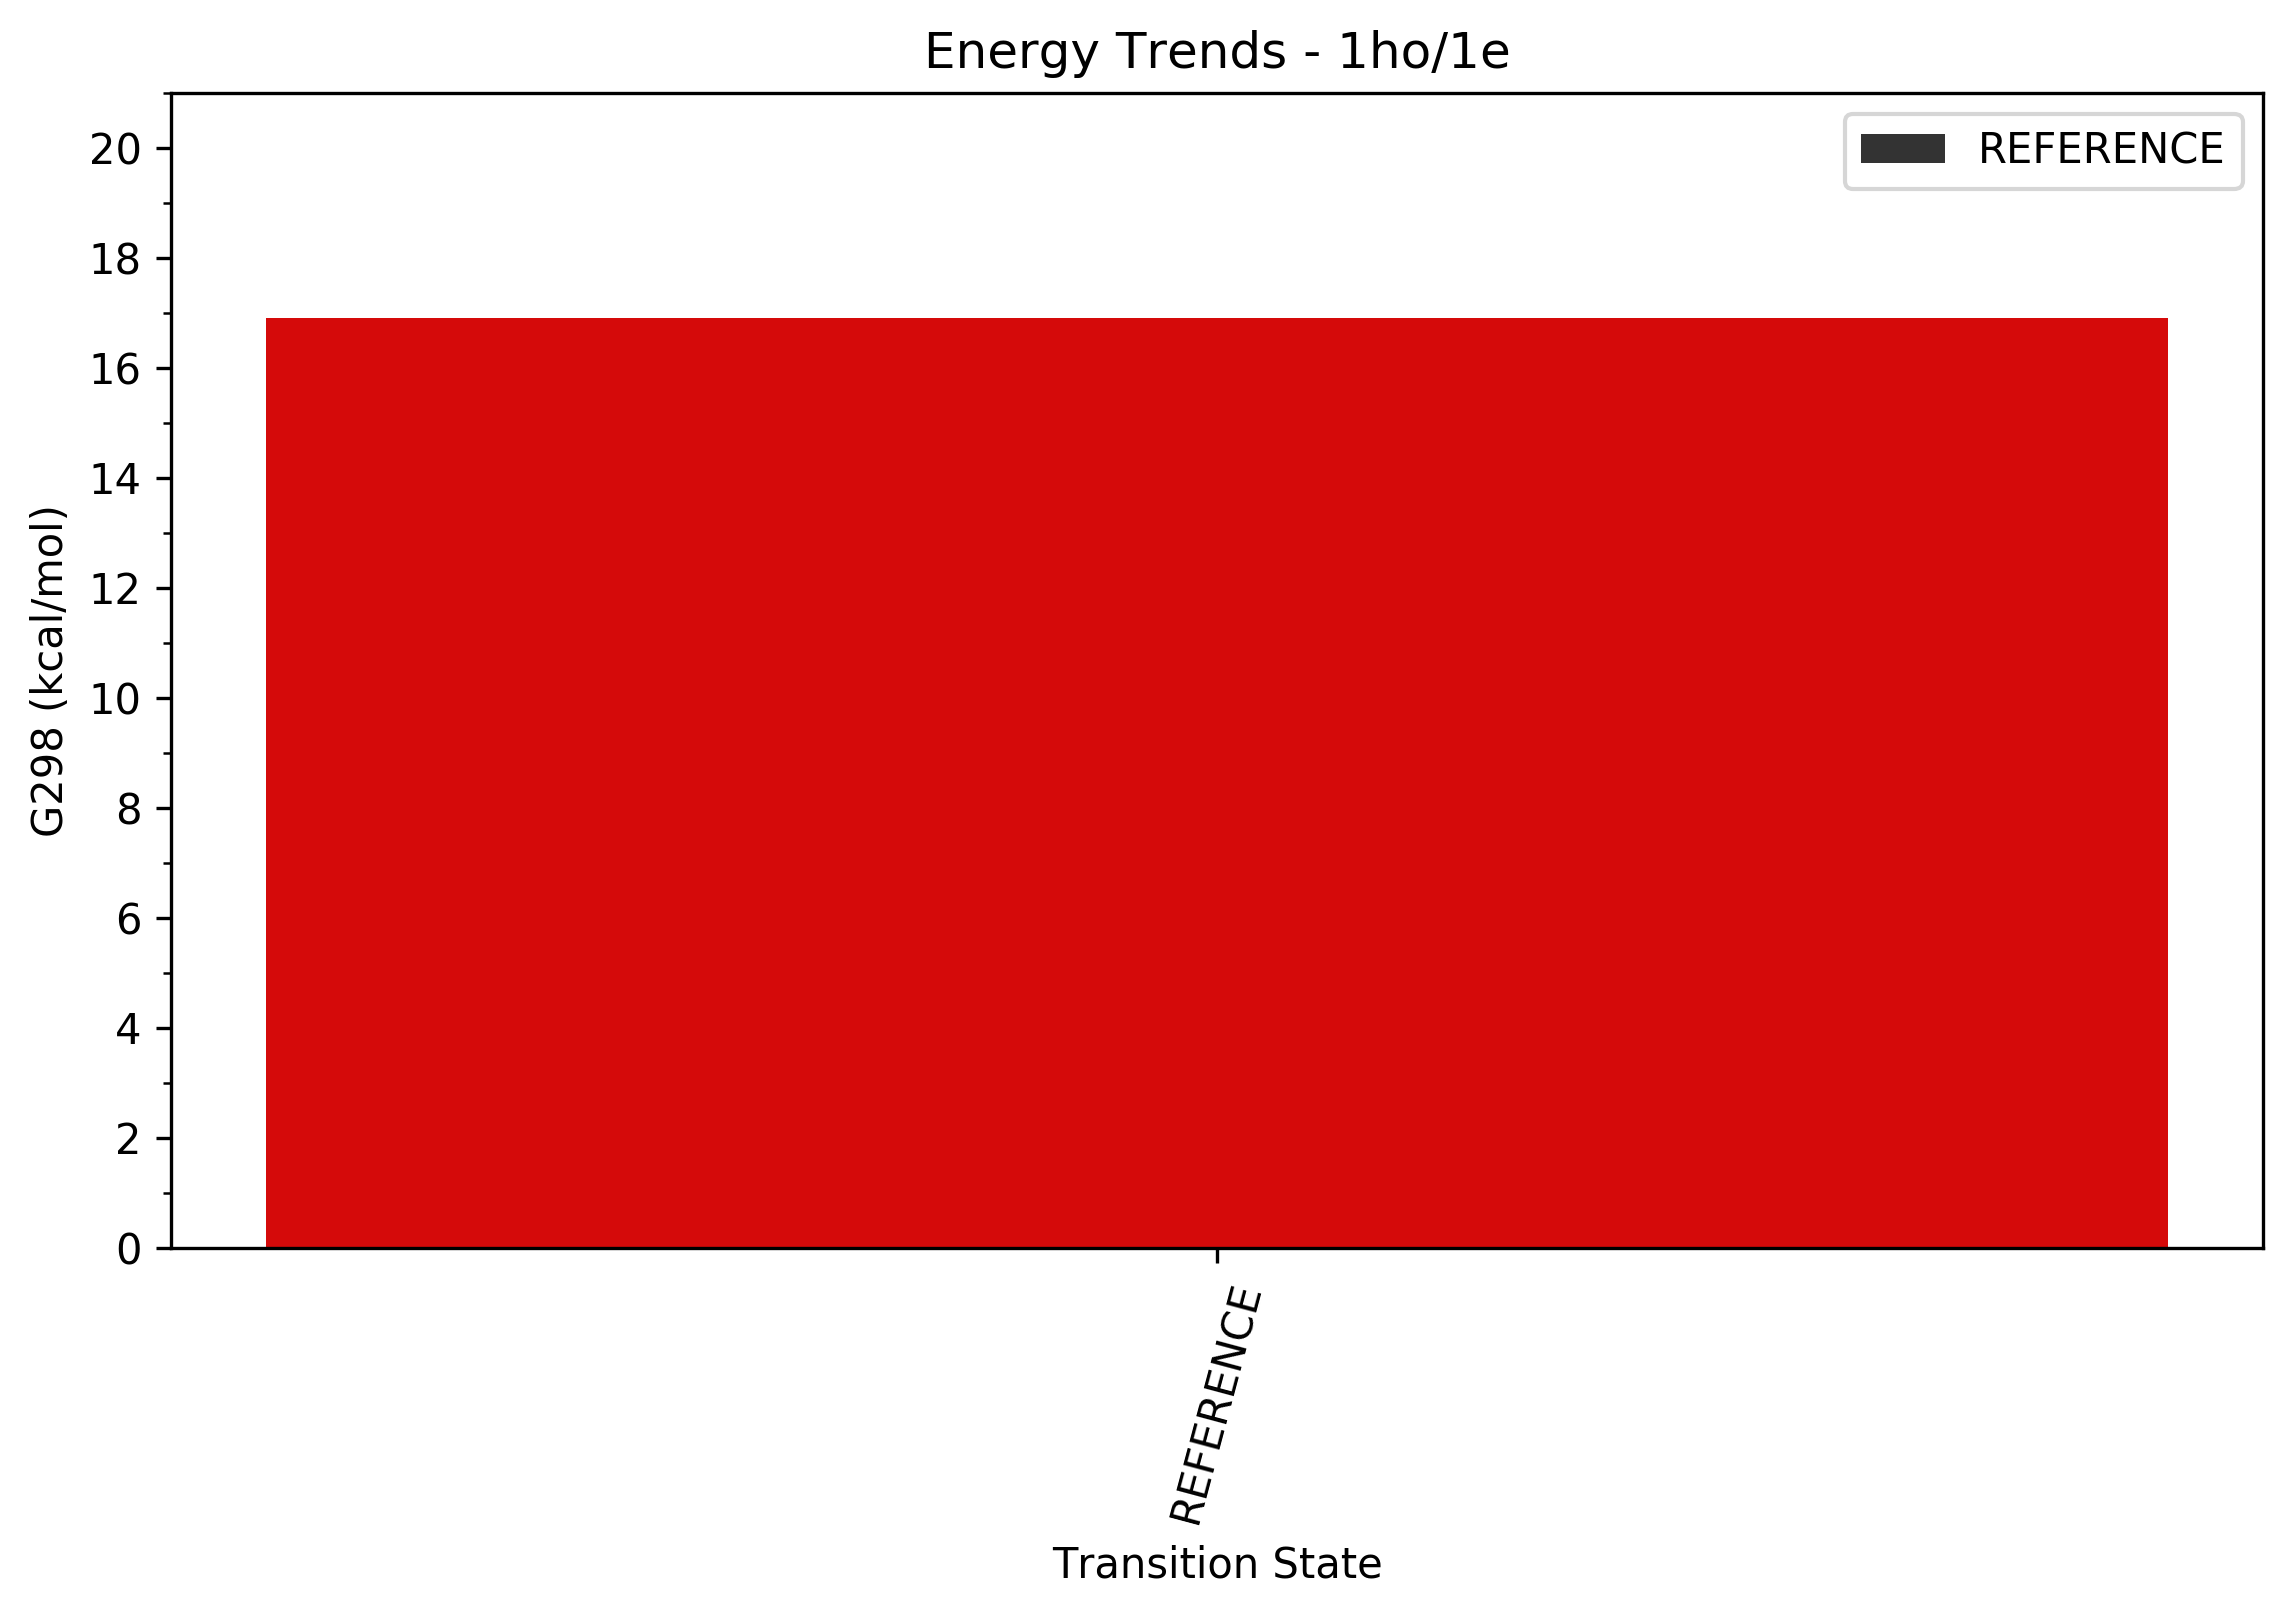 Energy Trends - 1ho/1e
REFERENCE
G298 (kcal/mol)
20
18
16
14
12
10
8
6
4
2
0
REFERENCE
Transition State